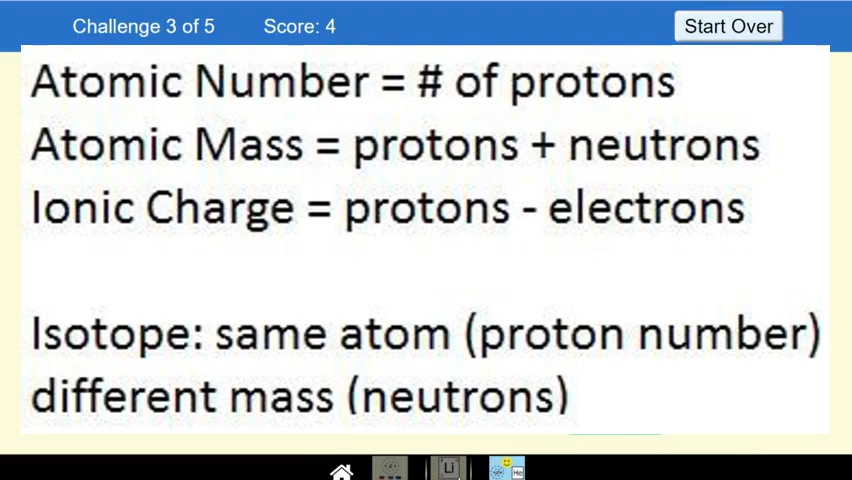 Challenge 3 of 5 Score: 4 Start Over
Atomic Number = # of protons
Atomic Mass = protons + neutrons
Ionic Charge = protons - electrons
Isotope: same atom (proton number)
different mass (neutrons)
Li
He